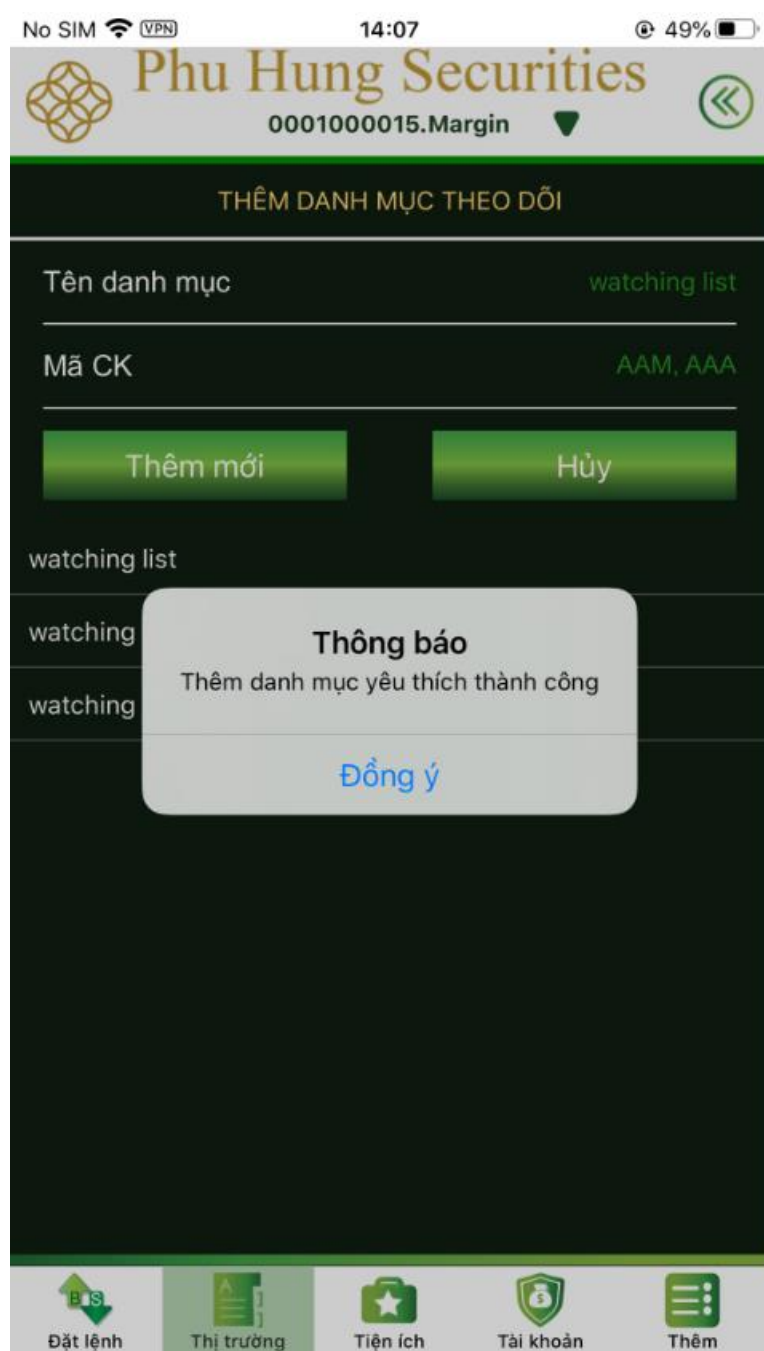 No SIM VPN 14:07 49%
Phu Hung Securities
0001000015.Margin
THÊM DANH MỤC THEO DÕI
Tên danh mục watching list
Mã CK AAM, AAA
Thêm mới Hủy
watching list
watching
watching
Thông báo
Thêm danh mục yêu thích thành công
Đồng ý
B S A
Đặt lệnh Thị trường Tiện ích Tài khoản Thêm